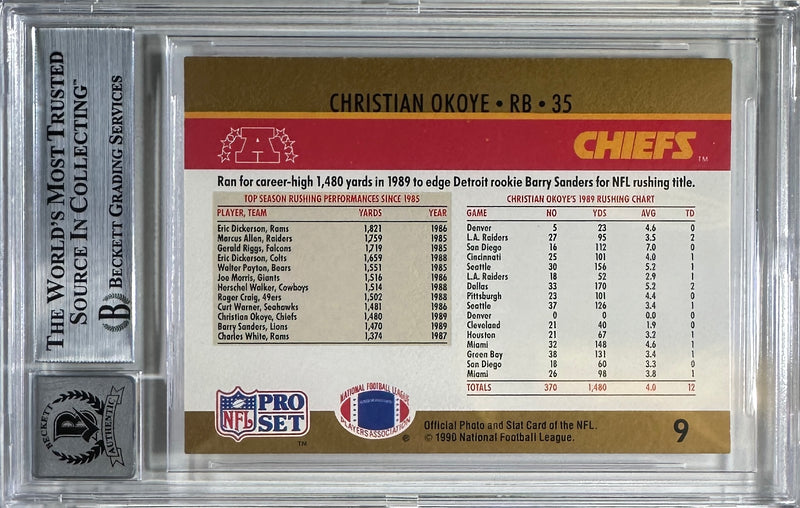 THE WORLD'S MOST TRUSTED
SOURCE IN COLLECTING™
B BECKETT GRADING SERVICES
BECKETT
AUTHENTIC
CHRISTIAN OKOYE • RB • 35
A
CHIEFS™
Ran for career-high 1,480 yards in 1989 to edge Detroit rookie Barry Sanders for NFL rushing title.
TOP SEASON RUSHING PERFORMANCES SINCE 1985
PLAYER, TEAM YARDS YEAR
Eric Dickerson, Rams 1,821 1986
Marcus Allen, Raiders 1,759 1985
Gerald Riggs, Falcons 1,719 1985
Eric Dickerson, Colts 1,659 1988
Walter Payton, Bears 1,551 1985
Joe Morris, Giants 1,516 1986
Herschel Walker, Cowboys 1,514 1988
Roger Craig, 49ers 1,502 1988
Curt Warner, Seahawks 1,481 1986
Christian Okoye, Chiefs 1,480 1989
Barry Sanders, Lions 1,470 1989
Charles White, Rams 1,374 1987
CHRISTIAN OKOYE'S 1989 RUSHING CHART
GAME NO YDS AVG TD
Denver 5 23 4.6 0
L.A. Raiders 27 95 3.5 2
San Diego 16 112 7.0 0
Cincinnati 25 101 4.0 1
Seattle 30 156 5.2 1
L.A. Raiders 18 52 2.9 1
Dallas 33 170 5.2 2
Pittsburgh 23 101 4.4 0
Seattle 37 126 3.4 1
Denver 0 0 0.0 0
Cleveland 21 40 1.9 0
Houston 21 67 3.2 1
Miami 32 148 4.6 1
Green Bay 38 131 3.4 1
San Diego 18 60 3.3 0
Miami 26 98 3.8 1
TOTALS 370 1,480 4.0 12
NFL PRO
SET™
NATIONAL FOOTBALL LEAGUE
PLAYERS ASSOCIATION ®
Official Photo and Stat Card of the NFL.
© 1990 National Football League.
9